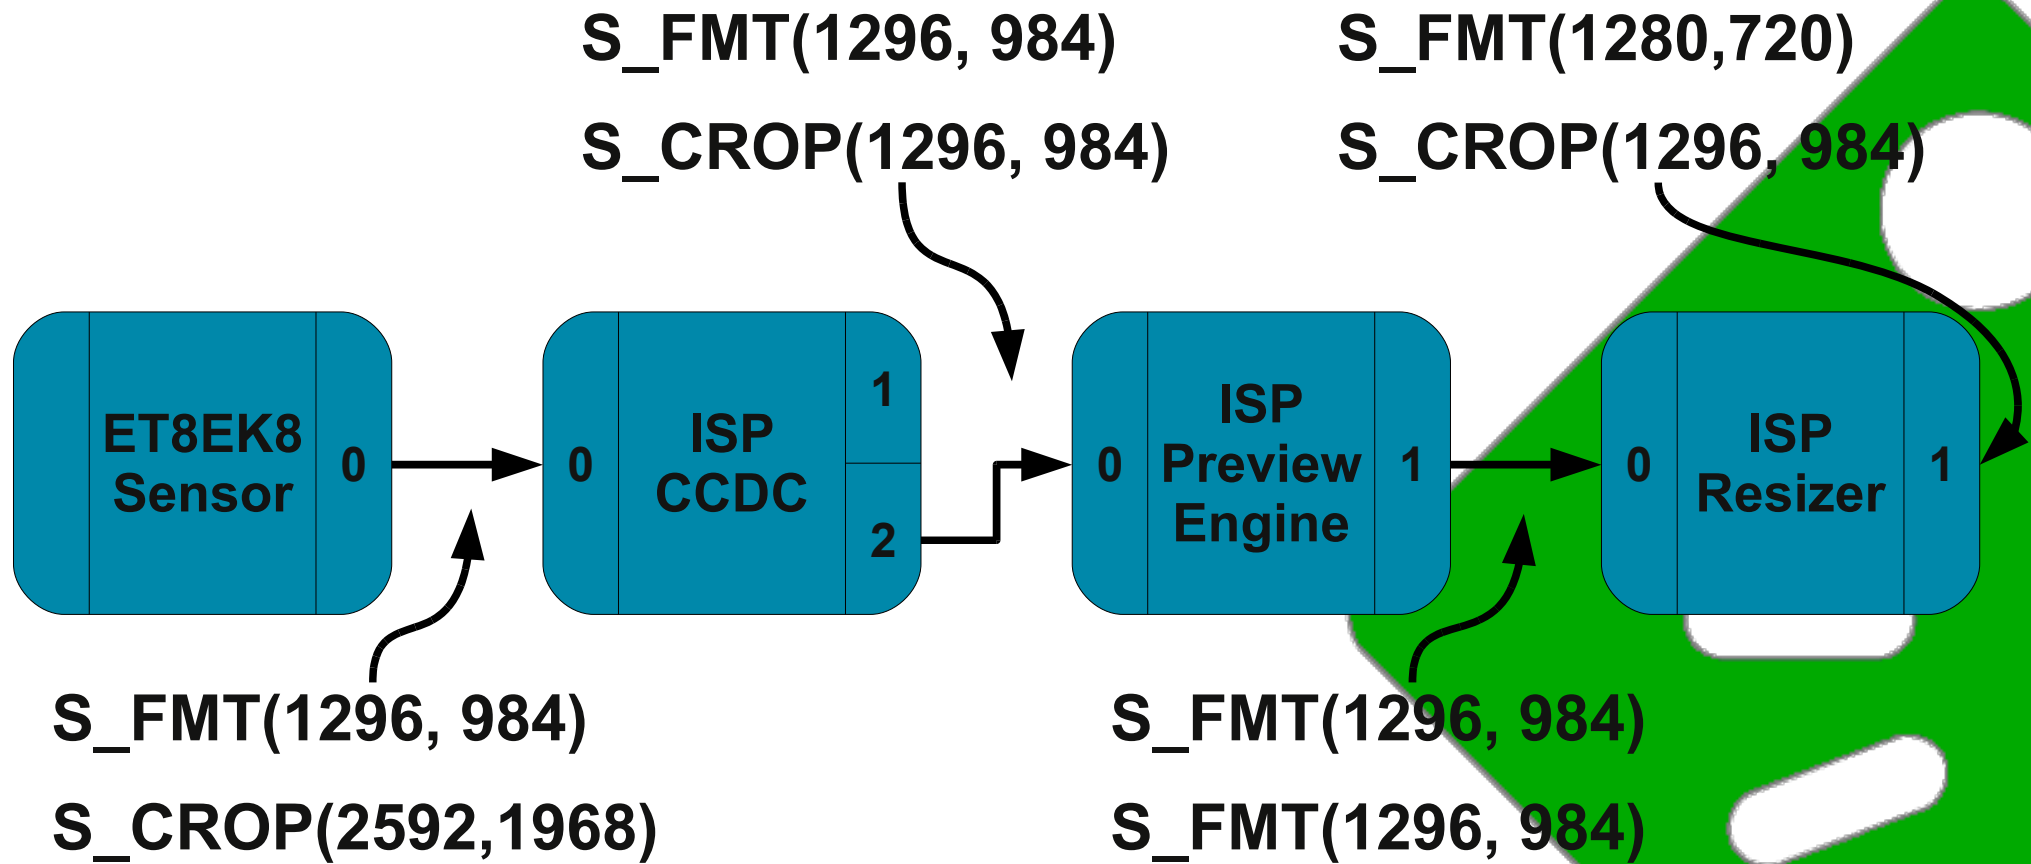 S_FMT(1296, 984)
S_CROP(1296, 984)
S_FMT(1280,720)
S_CROP(1296, 984)
ET8EK8
Sensor
0
0
ISP
CCDC
1
2
0
ISP
Preview
Engine
1
0
ISP
Resizer
1
S_FMT(1296, 984)
S_CROP(2592,1968)
S_FMT(1296, 984)
S_FMT(1296, 984)